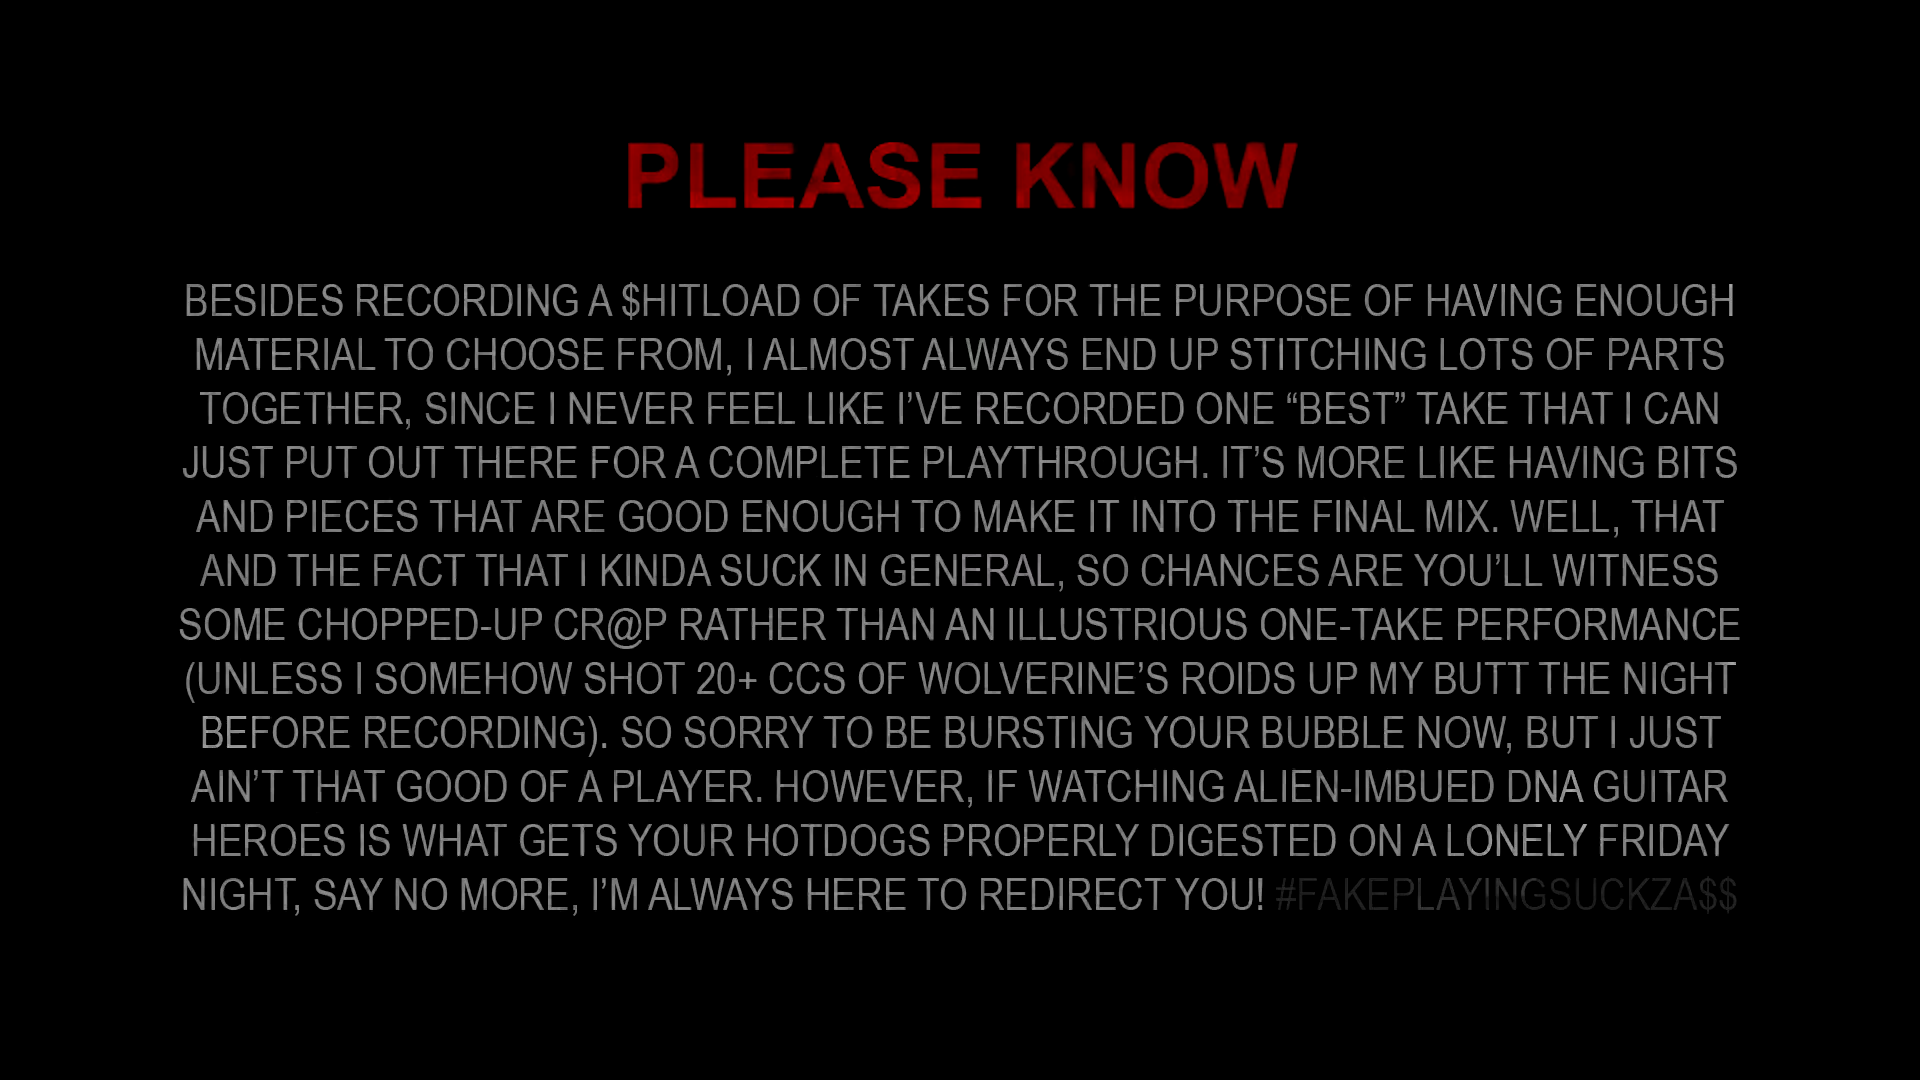 PLEASE KNOW
BESIDES RECORDING A $HITLOAD OF TAKES FOR THE PURPOSE OF HAVING ENOUGH
MATERIAL TO CHOOSE FROM, I ALMOST ALWAYS END UP STITCHING LOTS OF PARTS
TOGETHER, SINCE I NEVER FEEL LIKE I’VE RECORDED ONE “BEST” TAKE THAT I CAN
JUST PUT OUT THERE FOR A COMPLETE PLAYTHROUGH. IT’S MORE LIKE HAVING BITS
AND PIECES THAT ARE GOOD ENOUGH TO MAKE IT INTO THE FINAL MIX. WELL, THAT
AND THE FACT THAT I KINDA SUCK IN GENERAL, SO CHANCES ARE YOU’LL WITNESS
SOME CHOPPED-UP CR@P RATHER THAN AN ILLUSTRIOUS ONE-TAKE PERFORMANCE
(UNLESS I SOMEHOW SHOT 20+ CCS OF WOLVERINE’S ROIDS UP MY BUTT THE NIGHT
BEFORE RECORDING). SO SORRY TO BE BURSTING YOUR BUBBLE NOW, BUT I JUST
AIN’T THAT GOOD OF A PLAYER. HOWEVER, IF WATCHING ALIEN-IMBUED DNA GUITAR
HEROES IS WHAT GETS YOUR HOTDOGS PROPERLY DIGESTED ON A LONELY FRIDAY
NIGHT, SAY NO MORE, I’M ALWAYS HERE TO REDIRECT YOU! #FAKEPLAYINGSUCKZA$$